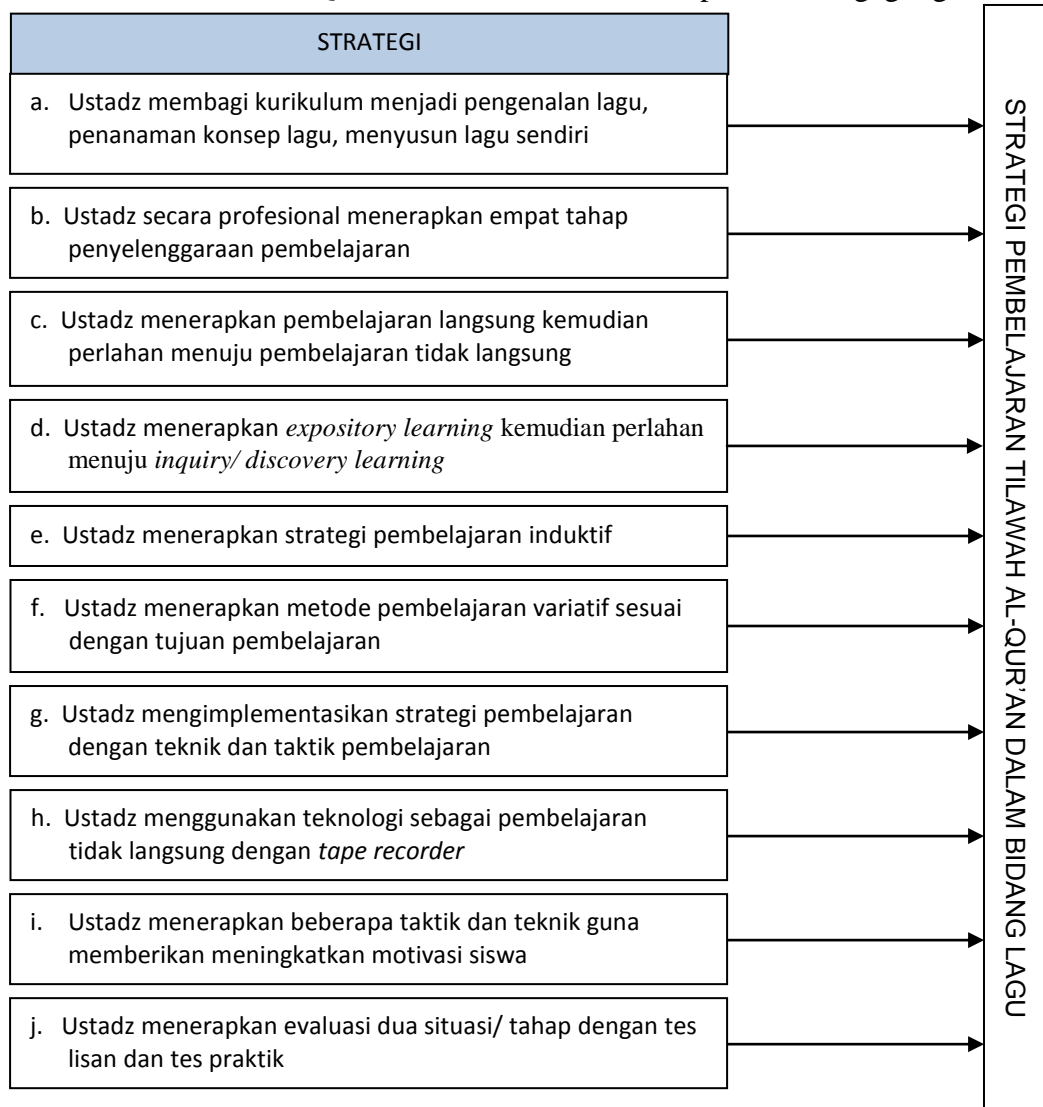 STRATEGI
a. Ustadz membagi kurikulum menjadi pengenalan lagu,
penanaman konsep lagu, menyusun lagu sendiri
b. Ustadz secara profesional menerapkan empat tahap
penyelenggaraan pembelajaran
c. Ustadz menerapkan pembelajaran langsung kemudian
perlahan menuju pembelajaran tidak langsung
d. Ustadz menerapkan expository learning kemudian perlahan
menuju inquiry/ discovery learning
e. Ustadz menerapkan strategi pembelajaran induktif
f. Ustadz menerapkan metode pembelajaran variatif sesuai
dengan tujuan pembelajaran
g. Ustadz mengimplementasikan strategi pembelajaran
dengan teknik dan taktik pembelajaran
h. Ustadz menggunakan teknologi sebagai pembelajaran
tidak langsung dengan tape recorder
i. Ustadz menerapkan beberapa taktik dan teknik guna
memberikan meningkatkan motivasi siswa
j. Ustadz menerapkan evaluasi dua situasi/ tahap dengan tes
lisan dan tes praktik
STRATEGI PEMBELAJARAN TILAWAH AL-QUR'AN DALAM BIDANG LAGU